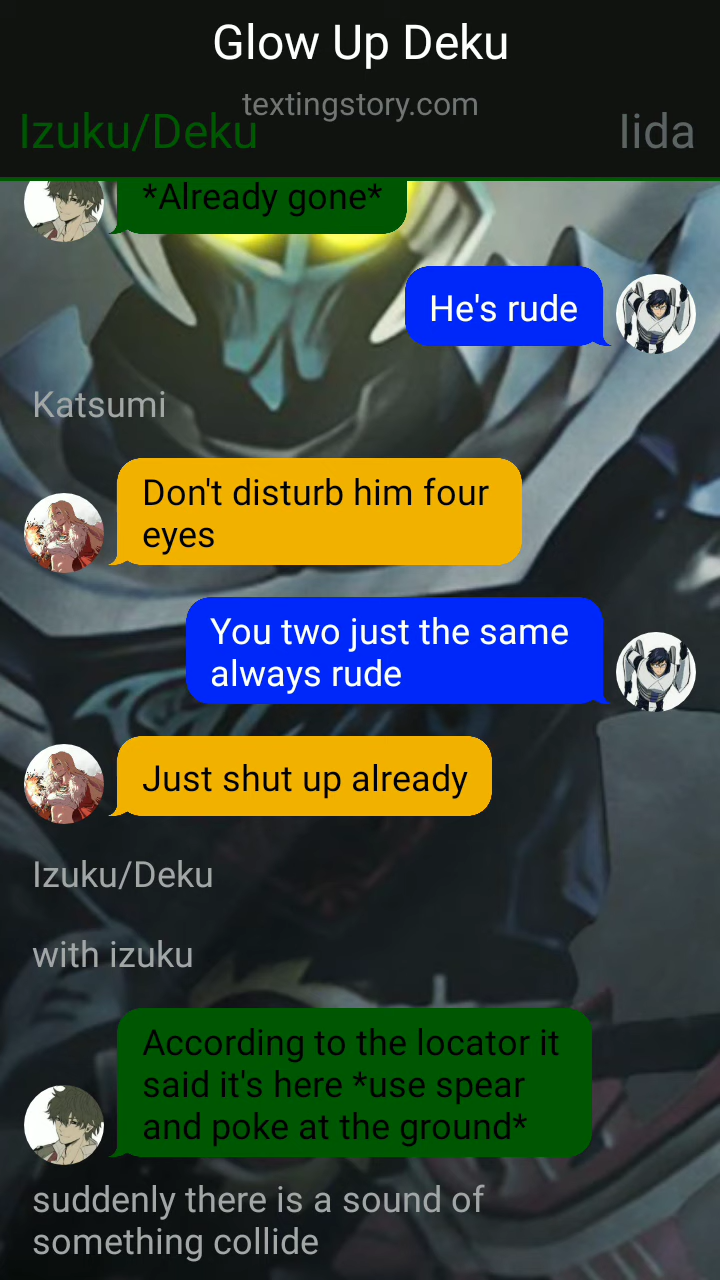 Glow Up Deku
textingstory.com
Izuku/Deku
Iida
*Already gone*
He's rude
Katsumi
Don't disturb him four
eyes
You two just the same
always rude
Just shut up already
Izuku/Deku
with izuku
According to the locator it
said it's here *use spear
and poke at the ground*
suddenly there is a sound of
something collide